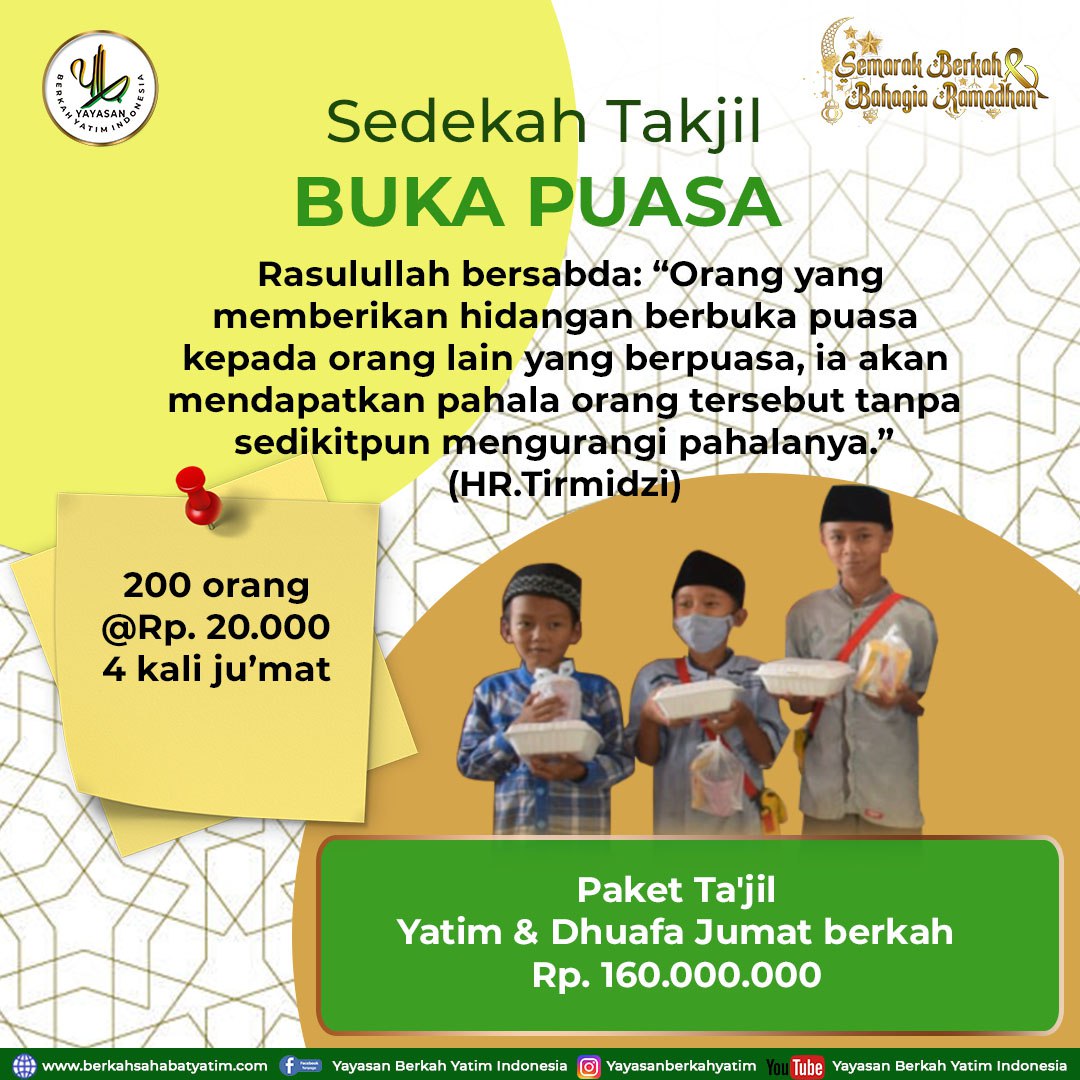 YAYASAN
BERKAH YATIM INDONESIA
Semarak Berkah &
Bahagia Ramadhan
Sedekah Takjil
BUKA PUASA
Rasulullah bersabda: “Orang yang
memberikan hidangan berbuka puasa
kepada orang lain yang berpuasa, ia akan
mendapatkan pahala orang tersebut tanpa
sedikitpun mengurangi pahalanya.”
(HR.Tirmidzi)
200 orang
@Rp. 20.000
4 kali ju’mat
Paket Ta'jil
Yatim & Dhuafa Jumat berkah
Rp. 160.000.000
www.berkahsahabatyatim.com Facebook Fanpage Yayasan Berkah Yatim Indonesia Yayasanberkahyatim YouTube Yayasan Berkah Yatim Indonesia